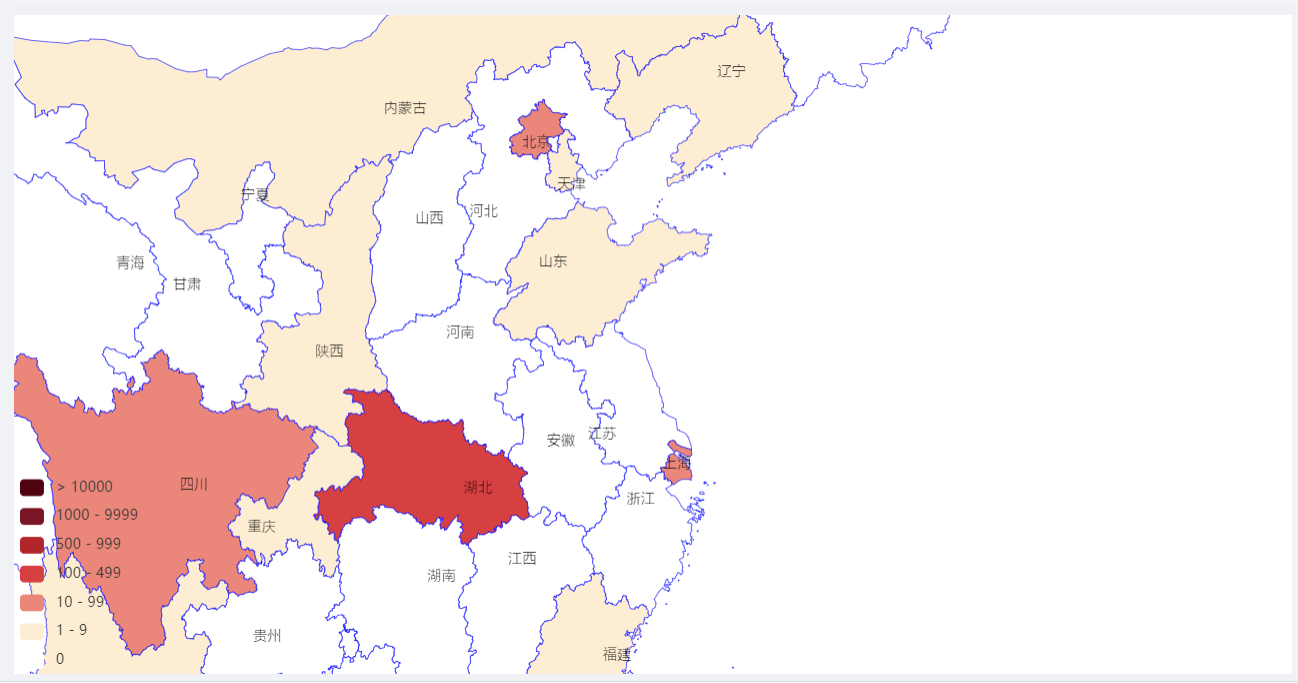 辽宁
内蒙古
北京
天津
宁夏
山西
河北
青海
甘肃
山东
河南
陕西
安徽
江苏
上海
四川
湖北
浙江
重庆
江西
湖南
贵州
福建
> 10000
1000 - 9999
500 - 999
100 - 499
10 - 99
1 - 9
0